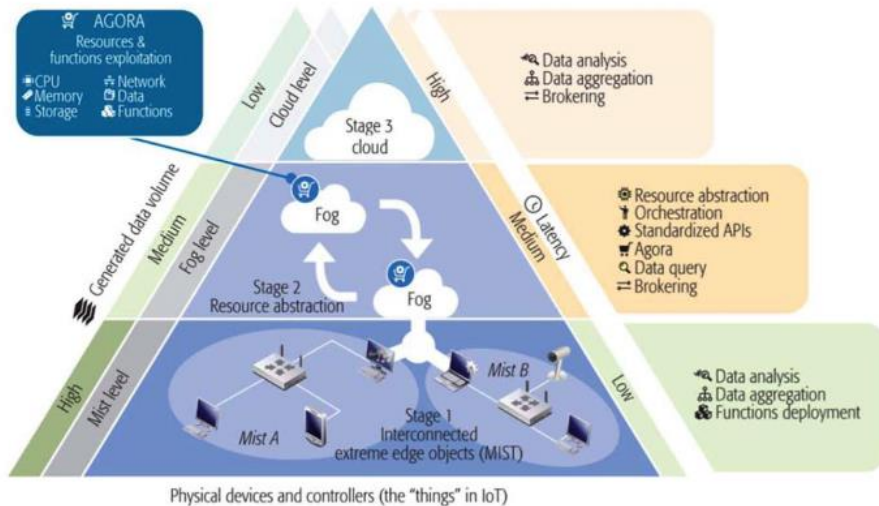 AGORA
Resources &
functions exploitation
CPU
Memory
Storage
Network
Data
Functions
Generated data volume
Low
Medium
High
Cloud level
Fog level
Mist level
Stage 3
cloud
Fog
Fog
Stage 2
Resource abstraction
Mist A
Mist B
Stage 1
Interconnected
extreme edge objects (MIST)
High
Medium
Low
Latency
Data analysis
Data aggregation
Brokering
Resource abstraction
Orchestration
Standardized APIs
Agora
Data query
Brokering
Data analysis
Data aggregation
Functions deployment
Physical devices and controllers (the “things” in IoT)